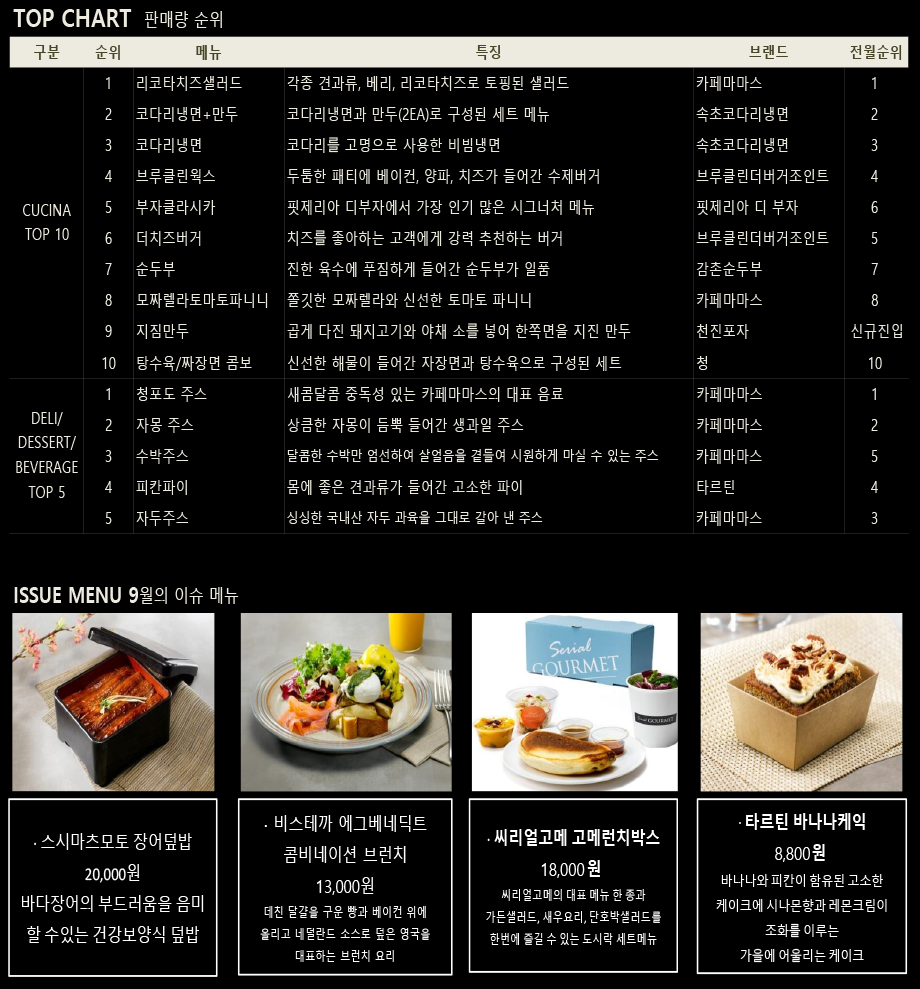 TOP CHART 판매량 순위
구분 순위 메뉴 특징 브랜드 전월순위
CUCINA
TOP 10
1 리코타치즈샐러드 각종 견과류, 베리, 리코타치즈로 토핑된 샐러드 카페마마스 1
2 코다리냉면+만두 코다리냉면과 만두(2EA)로 구성된 세트 메뉴 속초코다리냉면 2
3 코다리냉면 코다리를 고명으로 사용한 비빔냉면 속초코다리냉면 3
4 브루클린웍스 두툼한 패티에 베이컨, 양파, 치즈가 들어간 수제버거 브루클린더버거조인트 4
5 부자클라시카 핏제리아 디부자에서 가장 인기 많은 시그너처 메뉴 핏제리아 디 부자 6
6 더치즈버거 치즈를 좋아하는 고객에게 강력 추천하는 버거 브루클린더버거조인트 5
7 순두부 진한 육수에 푸짐하게 들어간 순두부가 일품 감촌순두부 7
8 모짜렐라토마토파니니 쫄깃한 모짜렐라와 신선한 토마토 파니니 카페마마스 8
9 지짐만두 곱게 다진 돼지고기와 야채 소를 넣어 한쪽면을 지진 만두 천진포자 신규진입
10 탕수육/짜장면 콤보 신선한 해물이 들어간 자장면과 탕수육으로 구성된 세트 청 10
DELI/
DESSERT/
BEVERAGE
TOP 5
1 청포도 주스 새콤달콤 중독성 있는 카페마마스의 대표 음료 카페마마스 1
2 자몽 주스 상큼한 자몽이 듬뿍 들어간 생과일 주스 카페마마스 2
3 수박주스 달콤한 수박만 엄선하여 살얼음을 곁들여 시원하게 마실 수 있는 주스 카페마마스 5
4 피칸파이 몸에 좋은 견과류가 들어간 고소한 파이 타르틴 4
5 자두주스 싱싱한 국내산 자두 과육을 그대로 갈아 낸 주스 카페마마스 3
ISSUE MENU 9월의 이슈 메뉴
Serial
GOURMET
Serial GOURMET
· 스시마츠모토 장어덮밥
20,000원
바다장어의 부드러움을 음미
할 수있는 건강보양식 덮밥
· 비스테까 에그베네딕트
콤비네이션 브런치
13,000원
데친 달걀을 구운 빵과 베이컨 위에
올리고 네덜란드 소스로 덮은 영국을
대표하는 브런치 요리
· 씨리얼고메 고메런치박스
18,000 원
씨리얼고메의 대표 메뉴 한 종과
가든샐러드, 새우요리, 단호박샐러드를
한번에 즐길 수 있는 도시락 세트메뉴
· 타르틴 바나나케익
8,800원
바나나와 피칸이 함유된 고소한
케이크에 시나몬향과 레몬크림이
조화를 이루는
가을에 어울리는 케이크